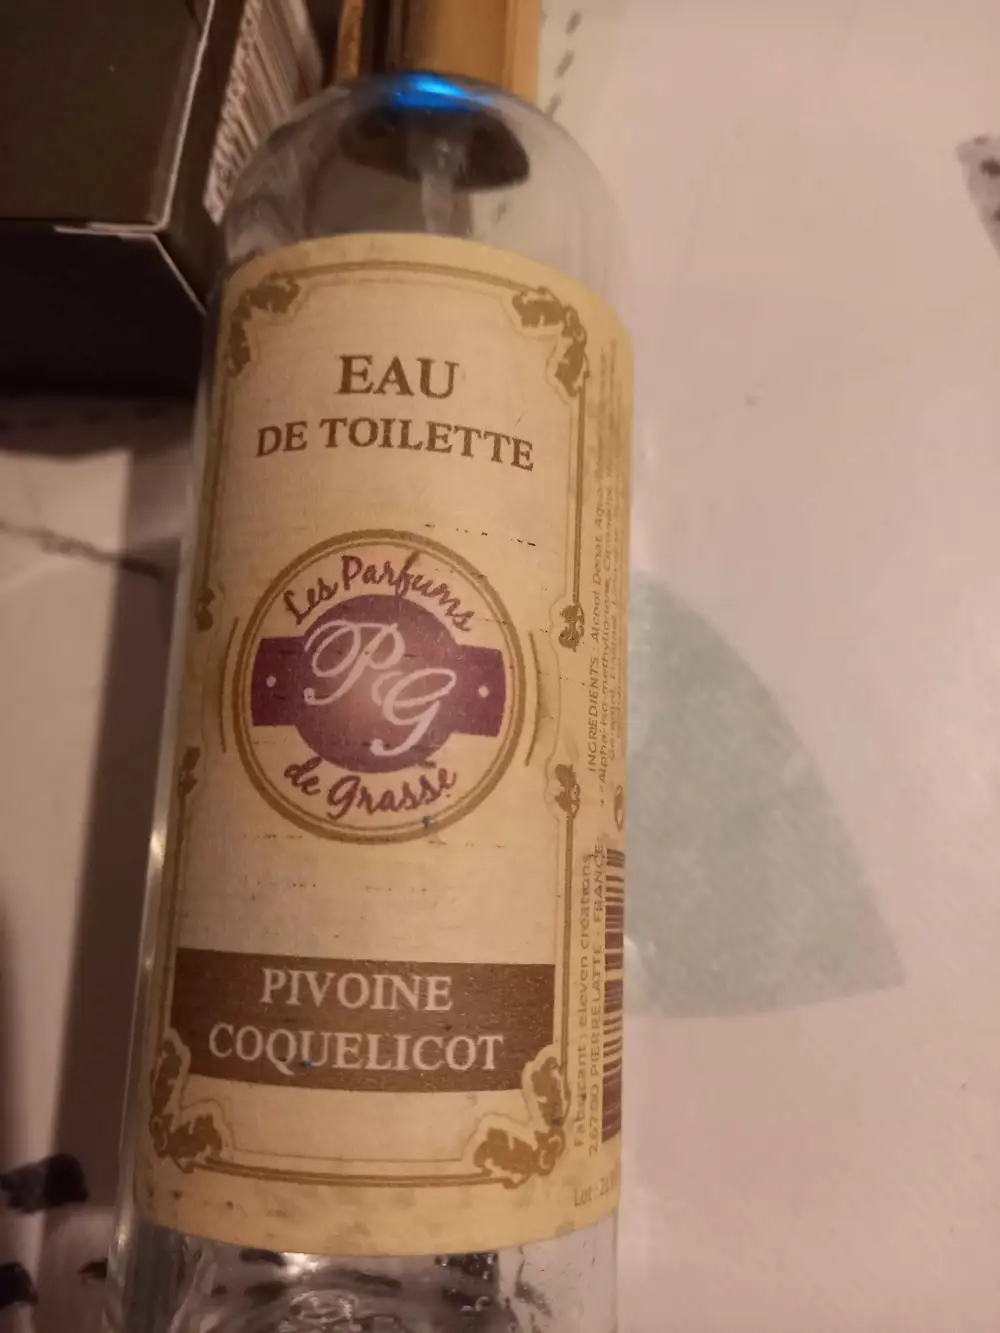 EAU
DE TOILETTE
Les Parfums
PG
de Grasse
PIVOINE
COQUELICOT
INGREDIENTS : Alcool Denat, Aqua
Fabricant : eleven créations
26700 PIERRELATTE - FRANCE
Lot